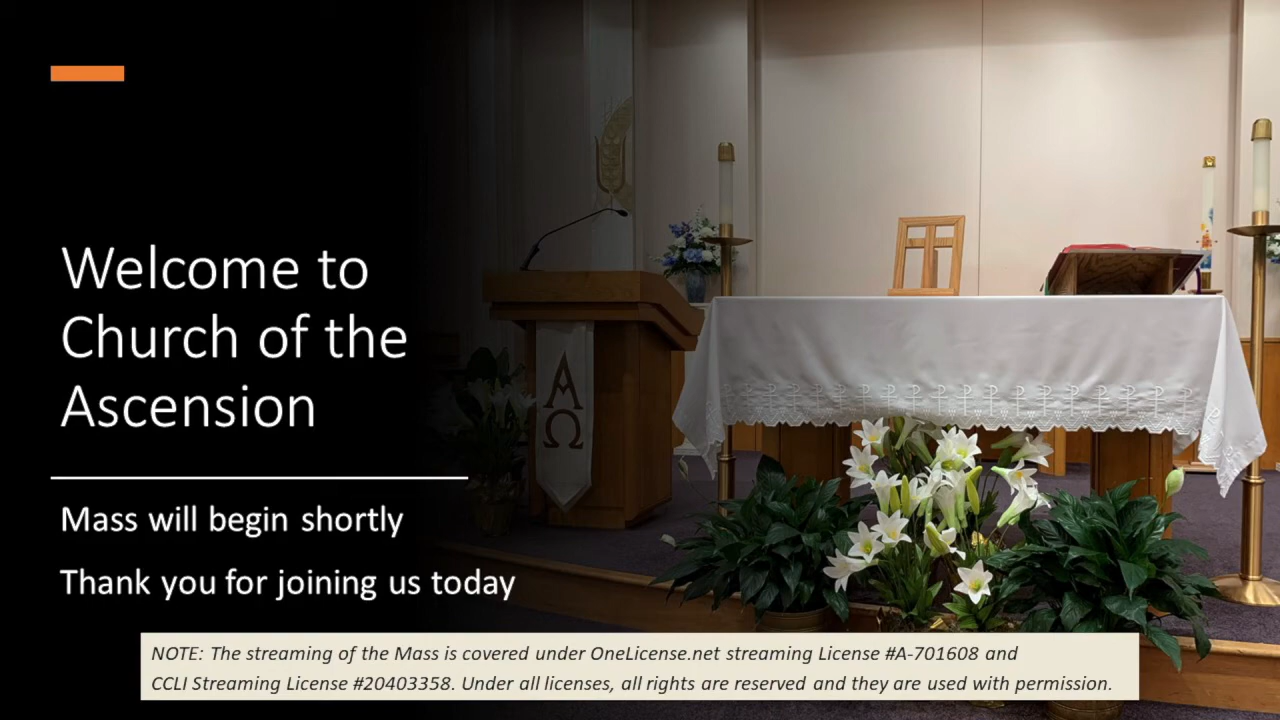 Welcome to
Church of the
Ascension
Mass will begin shortly
Thank you for joining us today
Α
Ω
NOTE: The streaming of the Mass is covered under OneLicense.net streaming License #A-701608 and
CCLI Streaming License #20403358. Under all licenses, all rights are reserved and they are used with permission.